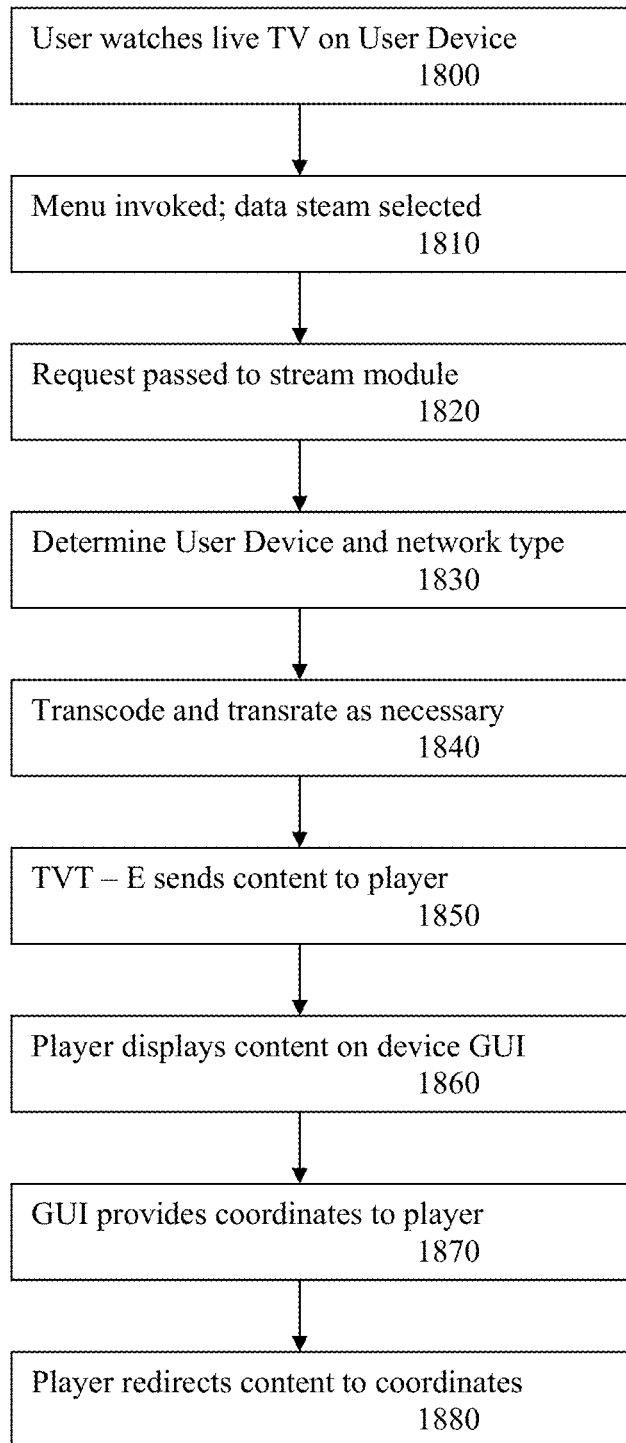 User watches live TV on User Device
1800
Menu invoked; data steam selected
1810
Request passed to stream module
1820
Determine User Device and network type
1830
Transcode and transrate as necessary
1840
TVT – E sends content to player
1850
Player displays content on device GUI
1860
GUI provides coordinates to player
1870
Player redirects content to coordinates
1880